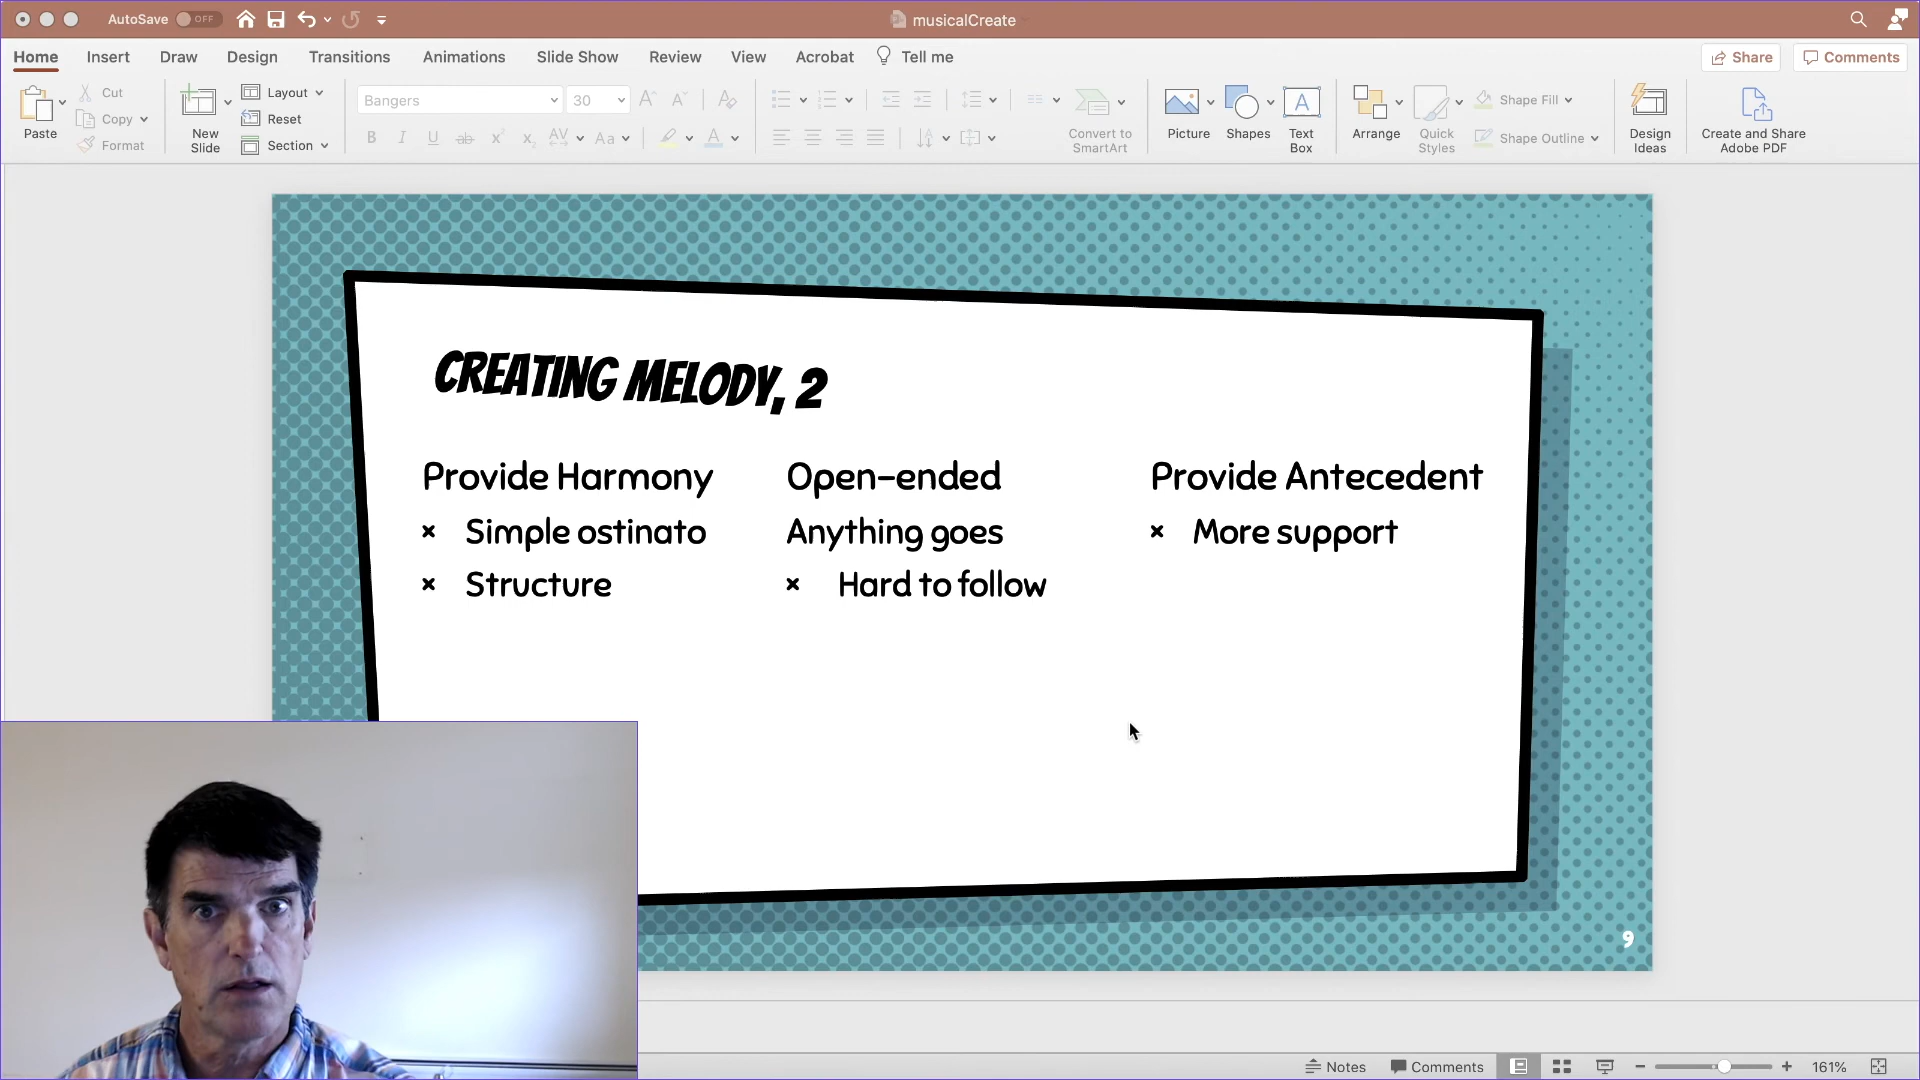 AutoSave OFF musicalCreate
Home Insert Draw Design Transitions Animations Slide Show Review View Acrobat Tell me Share Comments
Paste Cut Copy Format
New Slide Layout Reset Section
Bangers 30
Convert to SmartArt
Picture Shapes Text Box Arrange Quick Styles Shape Fill Shape Outline
Design Ideas
Create and Share Adobe PDF
CREATING MELODY, 2
Provide Harmony
× Simple ostinato
× Structure
Open-ended
Anything goes
× Hard to follow
Provide Antecedent
× More support
9
Notes Comments 161%